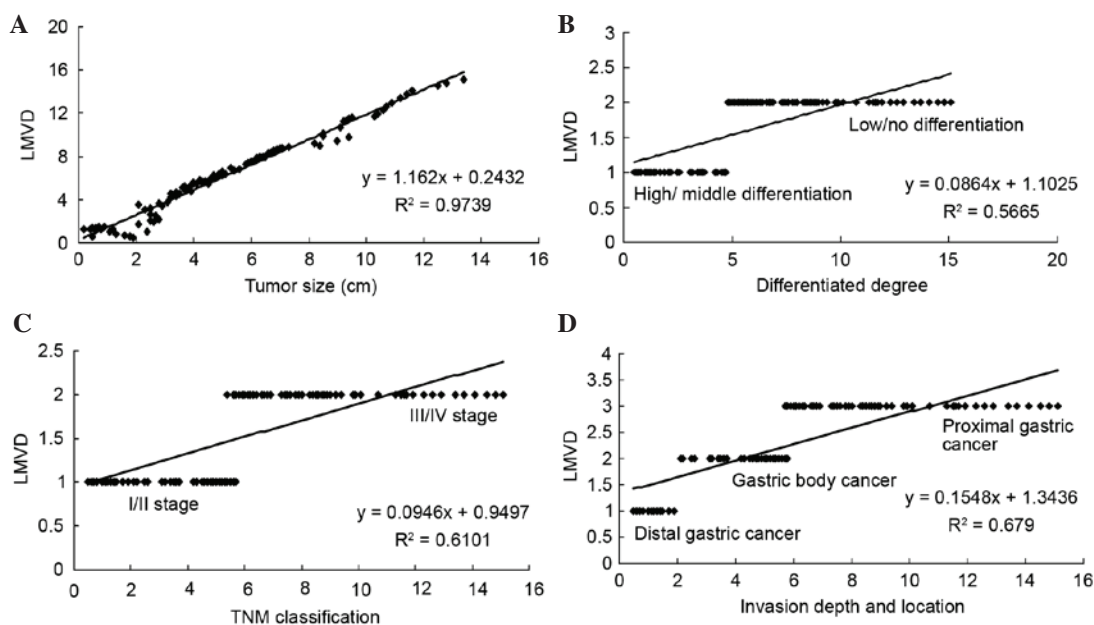 A
20
16
12
8
4
0
LMVD
y = 1.162x + 0.2432
R² = 0.9739
0 2 4 6 8 10 12 14 16
Tumor size (cm)
B
3
2.5
2
1.5
1
0.5
0
LMVD
Low/no differentiation
High/ middle differentiation
y = 0.0864x + 1.1025
R² = 0.5665
0 5 10 15 20
Differentiated degree
C
2.5
2
1.5
1
0.5
0
LMVD
III/IV stage
I/II stage
y = 0.0946x + 0.9497
R² = 0.6101
0 2 4 6 8 10 12 14 16
TNM classification
D
4
3.5
3
2.5
2
1.5
1
0.5
0
LMVD
Proximal gastric
cancer
Gastric body cancer
Distal gastric cancer
y = 0.1548x + 1.3436
R² = 0.679
0 2 4 6 8 10 12 14 16
Invasion depth and location